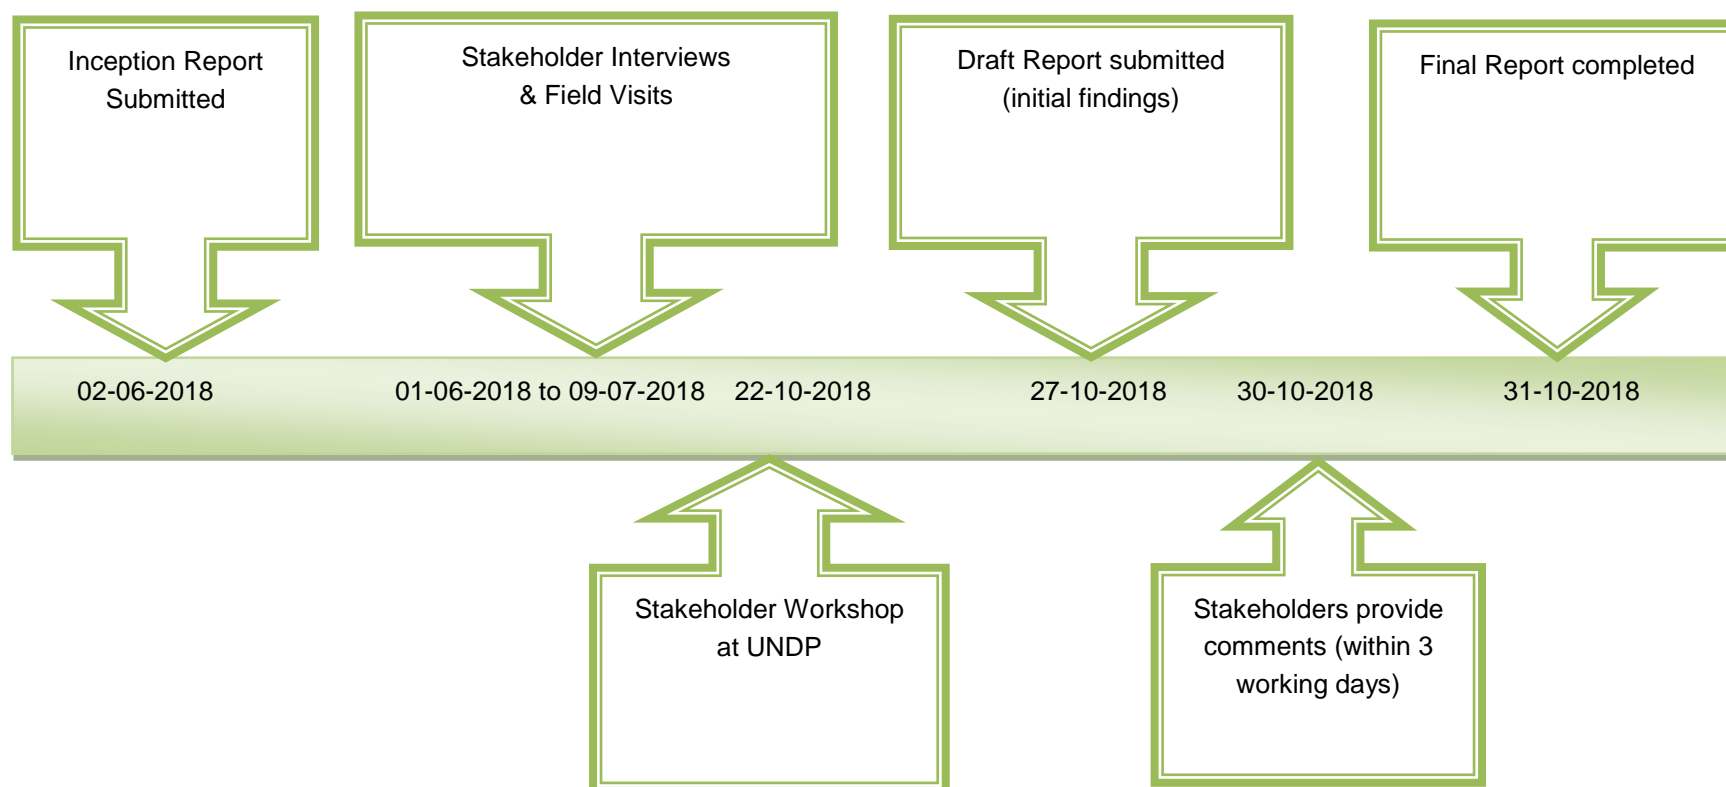 Inception Report
Submitted
Stakeholder Interviews
& Field Visits
Draft Report submitted
(initial findings)
Final Report completed
02-06-2018
01-06-2018 to 09-07-2018
22-10-2018
27-10-2018
30-10-2018
31-10-2018
Stakeholder Workshop
at UNDP
Stakeholders provide
comments (within 3
working days)